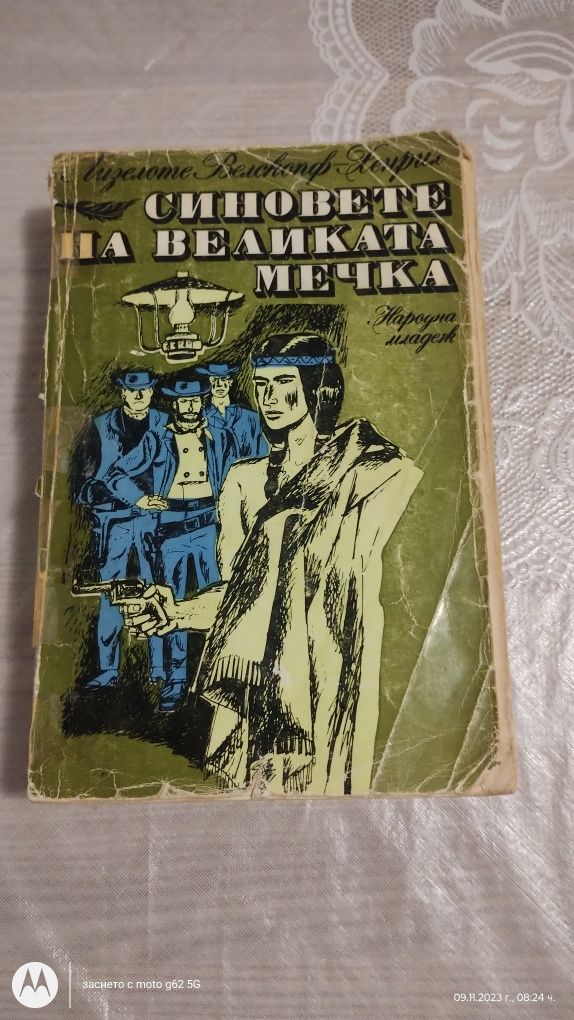 Лизелоте Велскопф-Хенрих
СИНОВЕТЕ
НА ВЕЛИКАТА
МЕЧКА
Народна
младеж
заснето с moto g62 5G
09.11.2023 г., 08:24 ч.